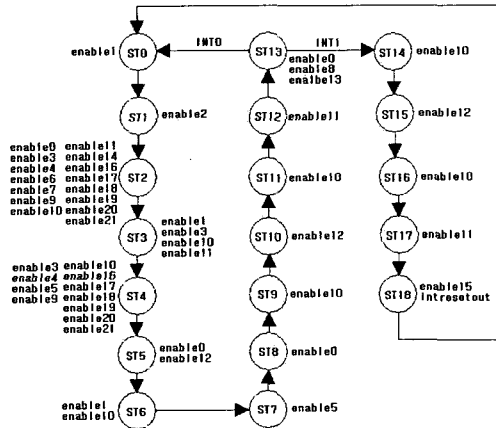 enable1
ST0
INT0
ST13
INT1
ST14
enable10
enable0
enable8
enalbe13
ST1
enable2
ST12
enable11
ST15
enable12
enable0 enable11
enable3 enable14
enable4 enable16
enable6 enable17
enable7 enable18
enable9 enable19
enable10 enable20
enable21
ST2
ST11
enable10
ST16
enable10
ST3
enable1
enable3
enable10
enable11
ST10
enable12
ST17
enable11
enable3 enable10
enable4 enable16
enable5 enable17
enable9 enable18
enable19
enable20
enable21
ST4
ST9
enable10
ST18
enable15
intresetout
ST5
enable0
enable12
ST8
enable0
enable1
enable10
ST6
ST7
enable5